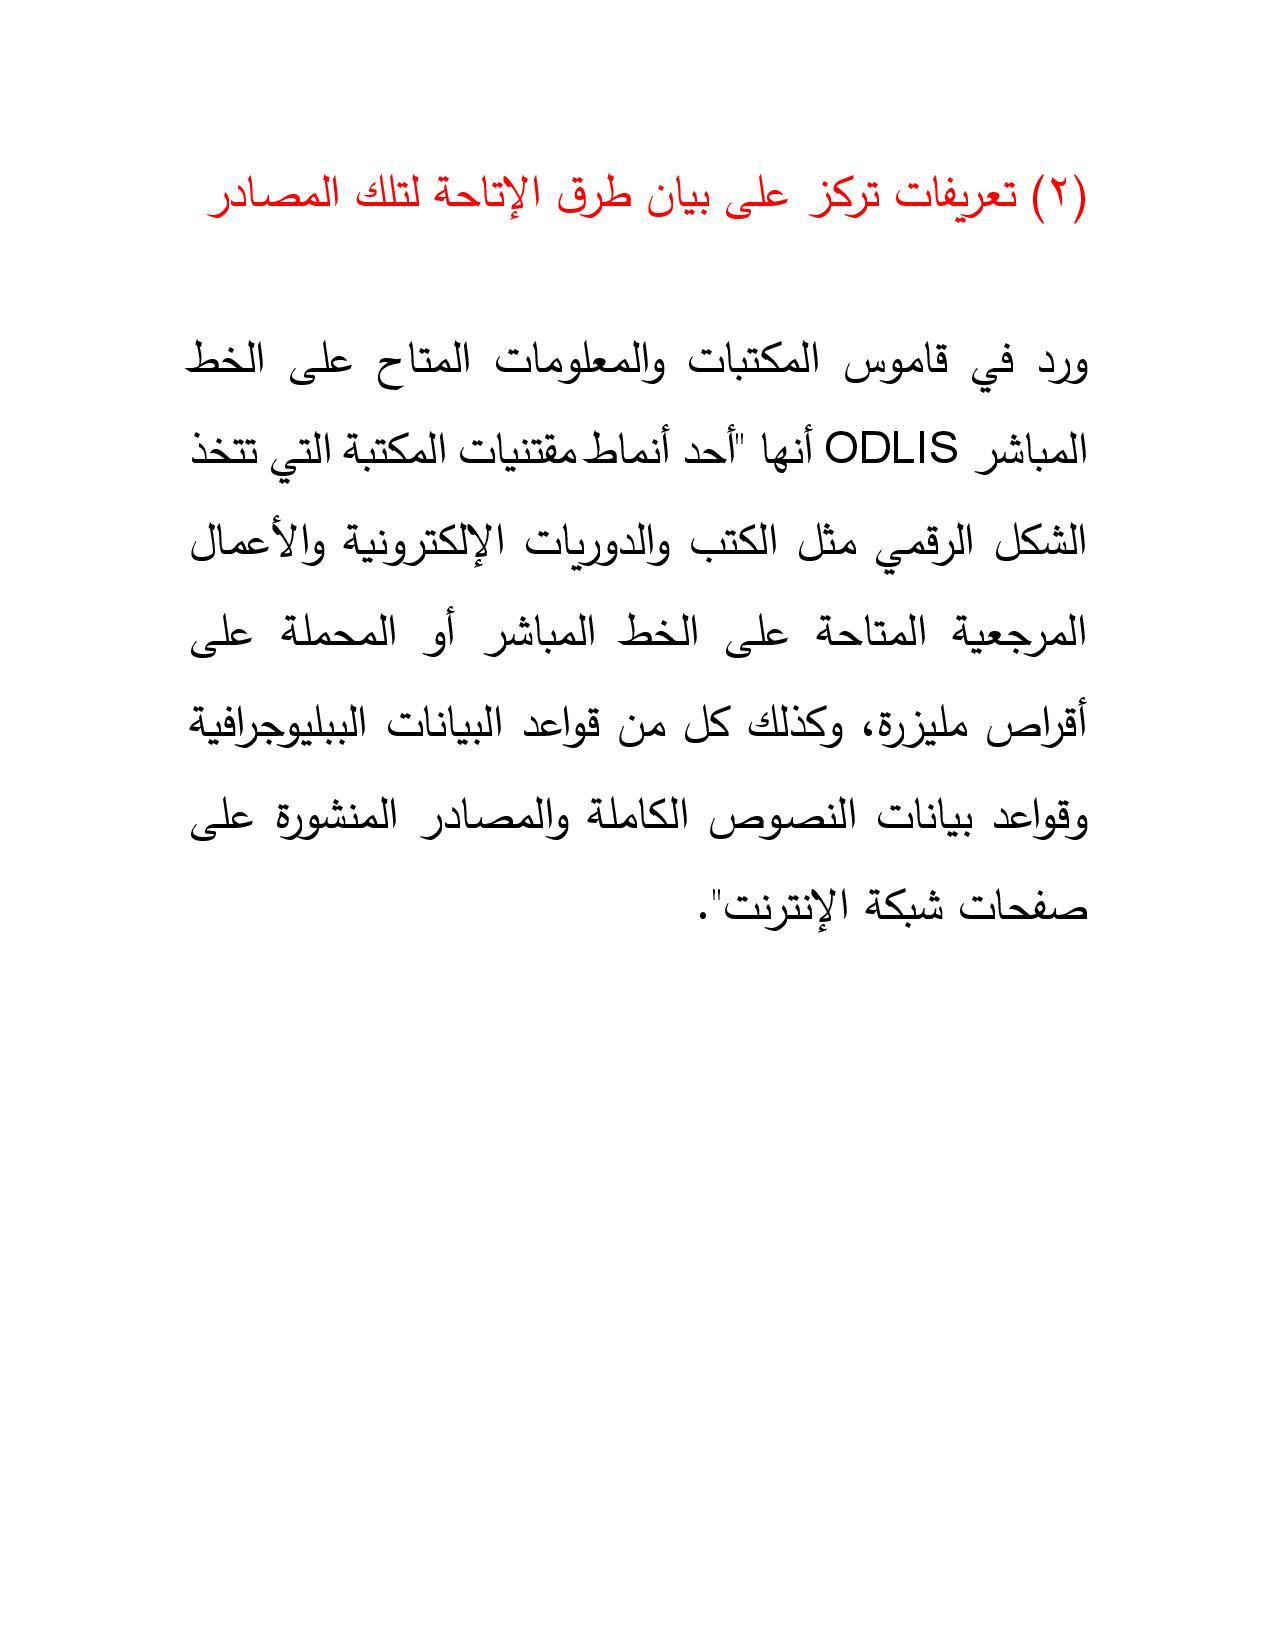 (٢) تعريفات تركز على بيان طرق الإتاحة لتلك المصادر
ورد في قاموس المكتبات والمعلومات المتاح على الخط
المباشر ODLIS أنها "أحد أنماط مقتنيات المكتبة التي تتخذ
الشكل الرقمي مثل الكتب والدوريات الإلكترونية والأعمال
المرجعية المتاحة على الخط المباشر أو المحملة على
أقراص مليزرة، وكذلك كل من قواعد البيانات الببليوجرافية
وقواعد بيانات النصوص الكاملة والمصادر المنشورة على
صفحات شبكة الإنترنت".